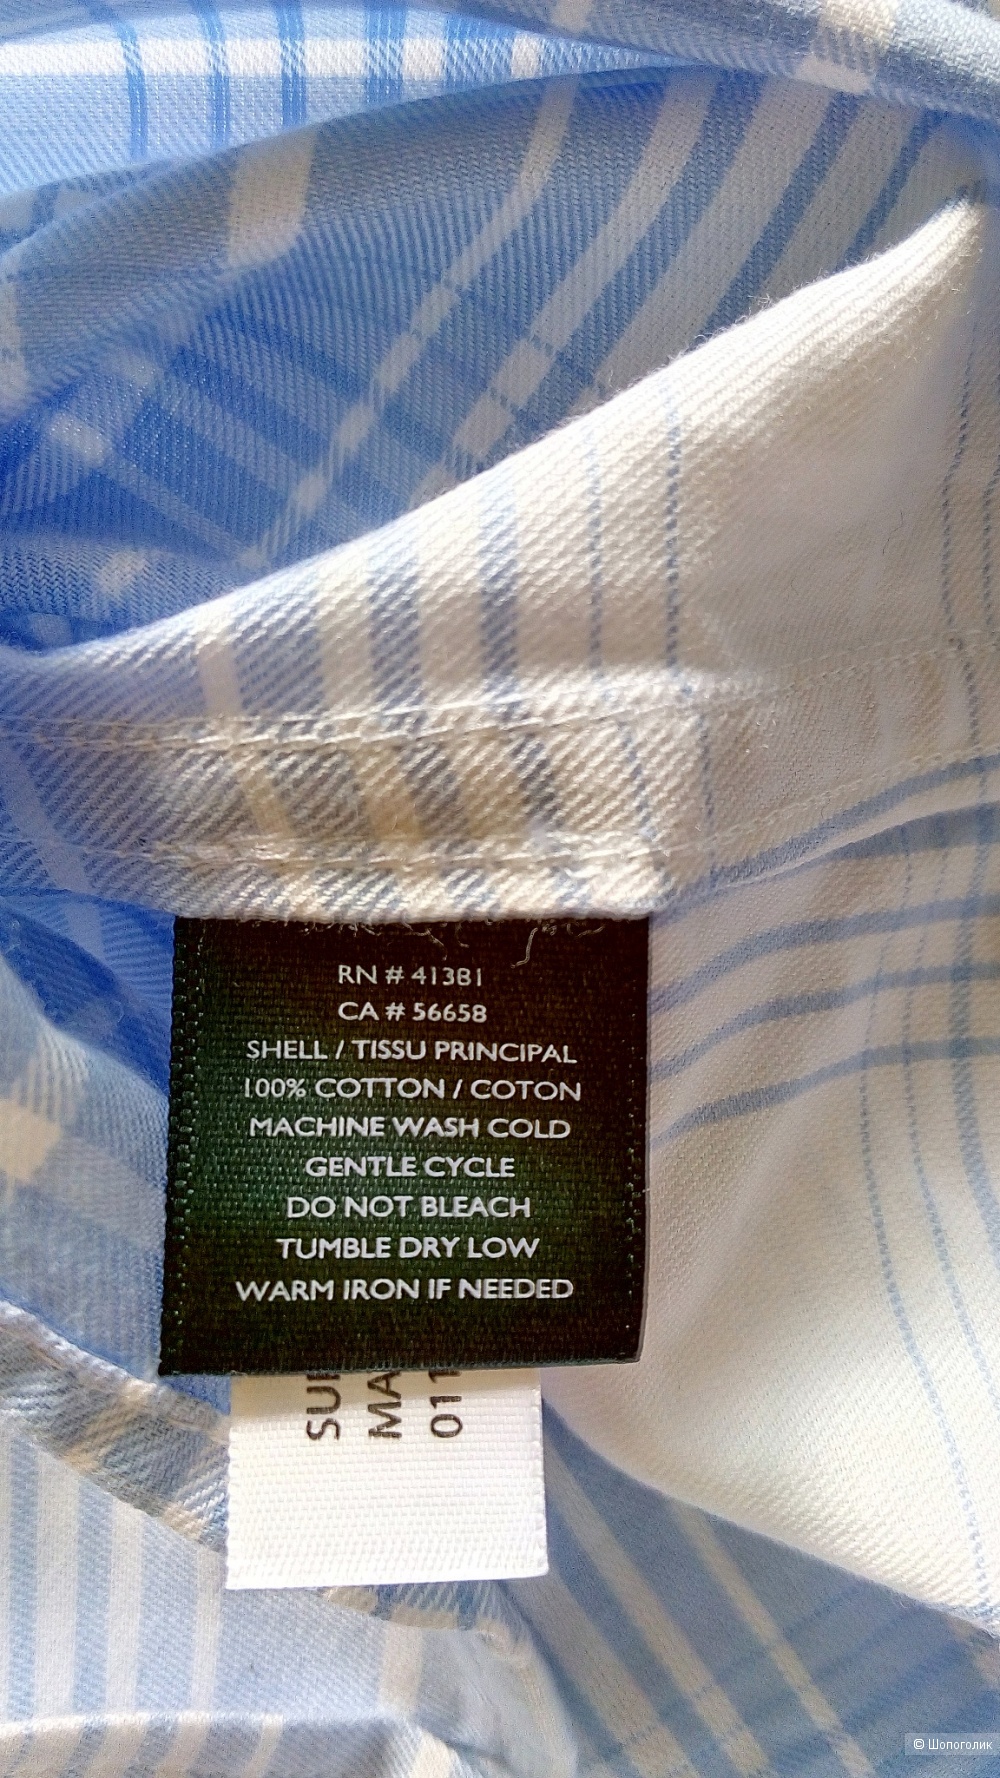 RN # 41381
CA # 56658
SHELL / TISSU PRINCIPAL
100% COTTON / COTON
MACHINE WASH COLD
GENTLE CYCLE
DO NOT BLEACH
TUMBLE DRY LOW
WARM IRON IF NEEDED
© Шопоголик